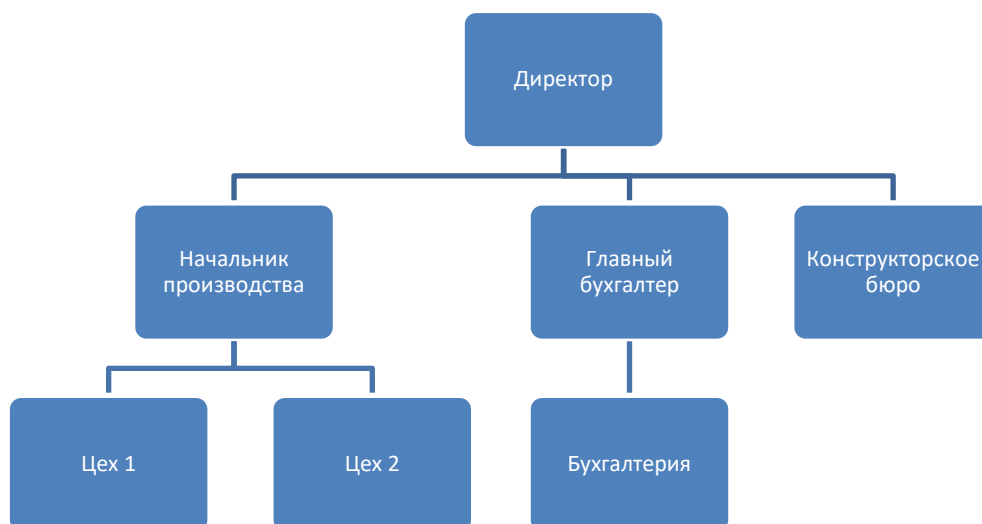 Директор
Начальник
производства
Главный
бухгалтер
Конструкторское
бюро
Цех 1
Цех 2
Бухгалтерия